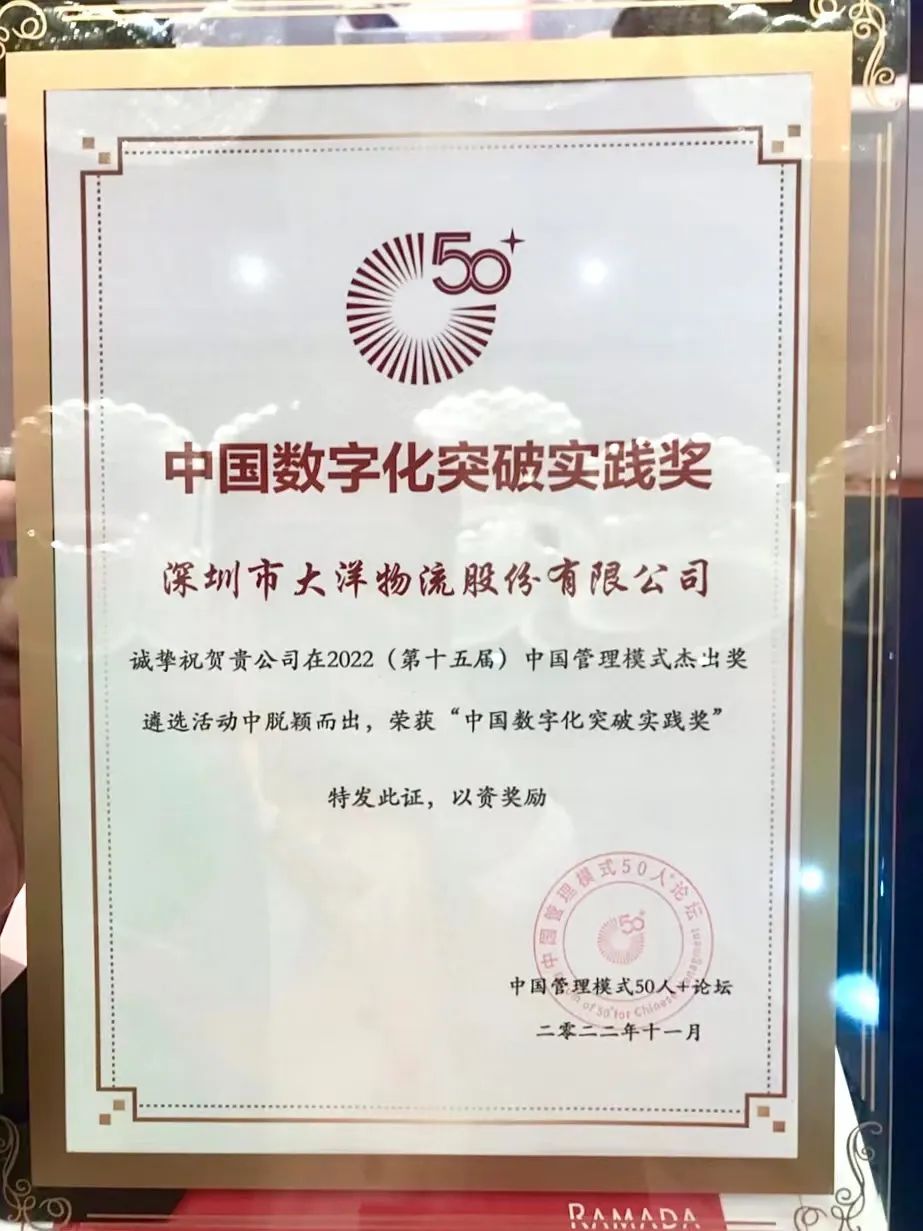 50+
中国数字化突破实践奖
深圳市大洋物流股份有限公司
诚挚祝贺贵公司在2022（第十五届）中国管理模式杰出奖
遴选活动中脱颖而出，荣获“中国数字化突破实践奖”
特发此证，以资奖励
中国管理模式50人+论坛
50+
of 50+ for Chinese
中国管理模式50人+论坛
二零二二年十一月
RAMADA